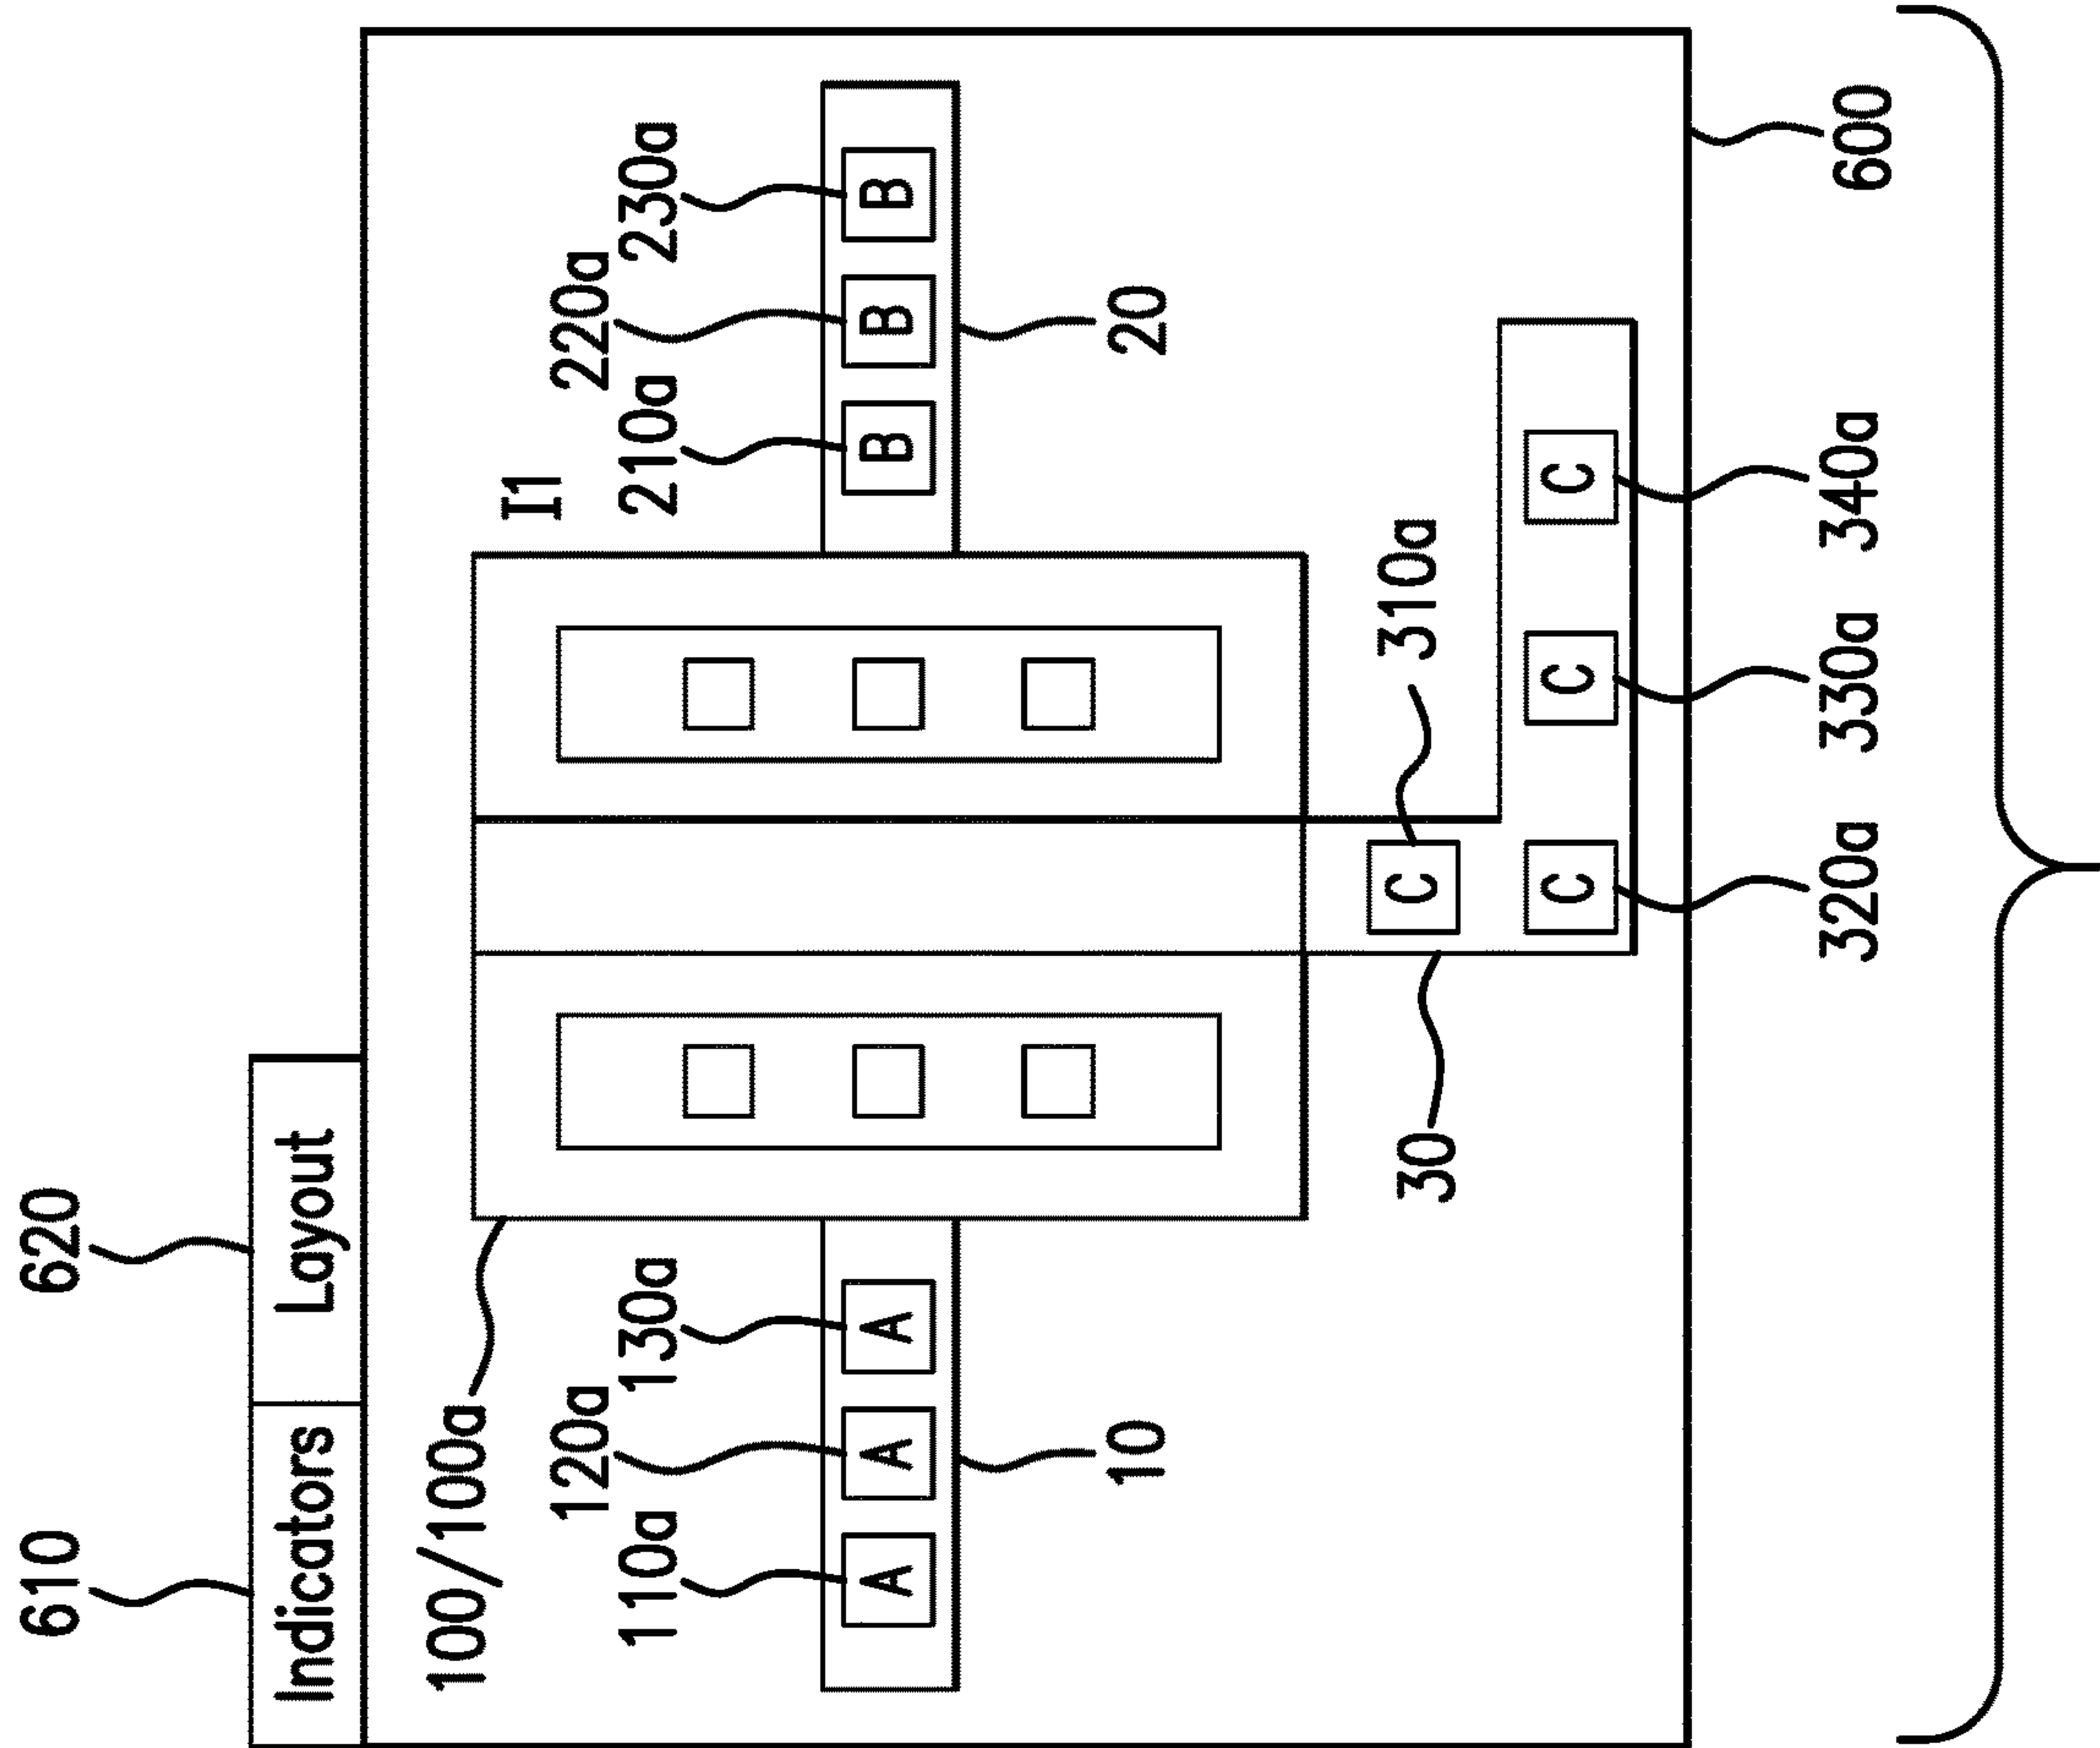 610
620
Indicators
Layout
100/100a
I1
120a
220a
110a
130a
210a
230a
A
A
A
B
B
B
10
20
30
310a
C
C
C
C
320a
330a
340a
600